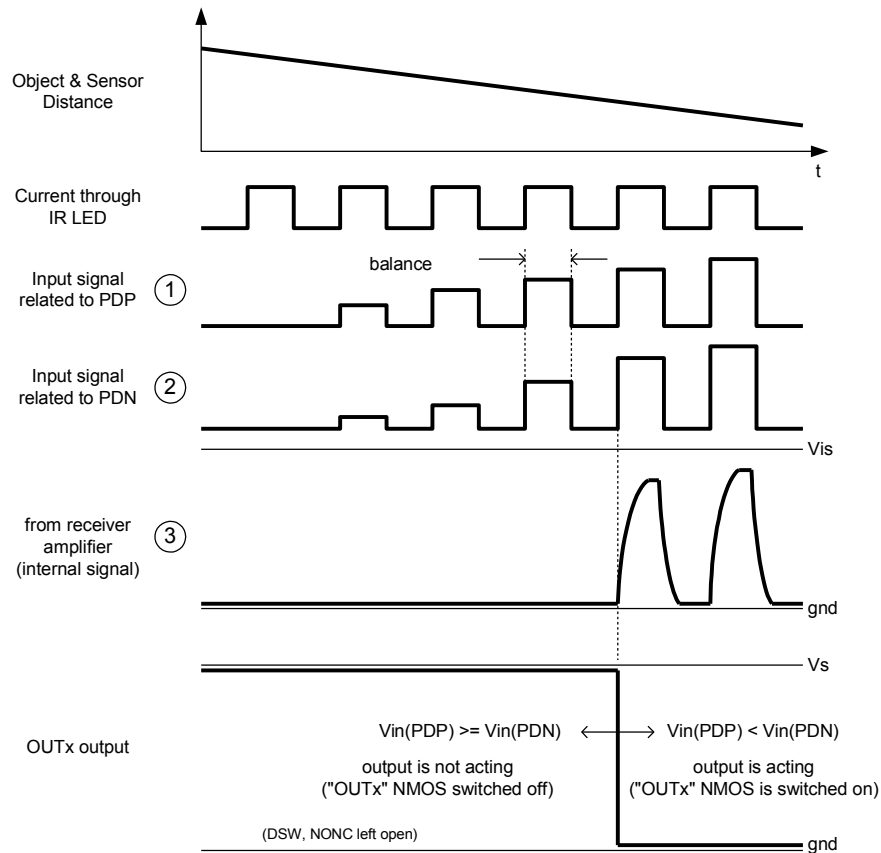 Object & Sensor
Distance
t
Current through
IR LED
balance
Input signal
related to PDP
1
Input signal
related to PDN
2
Vis
from receiver
amplifier
(internal signal)
3
gnd
Vs
OUTx output
Vin(PDP) >= Vin(PDN)
Vin(PDP) < Vin(PDN)
output is not acting
("OUTx" NMOS switched off)
output is acting
("OUTx" NMOS is switched on)
(DSW, NONC left open)
gnd